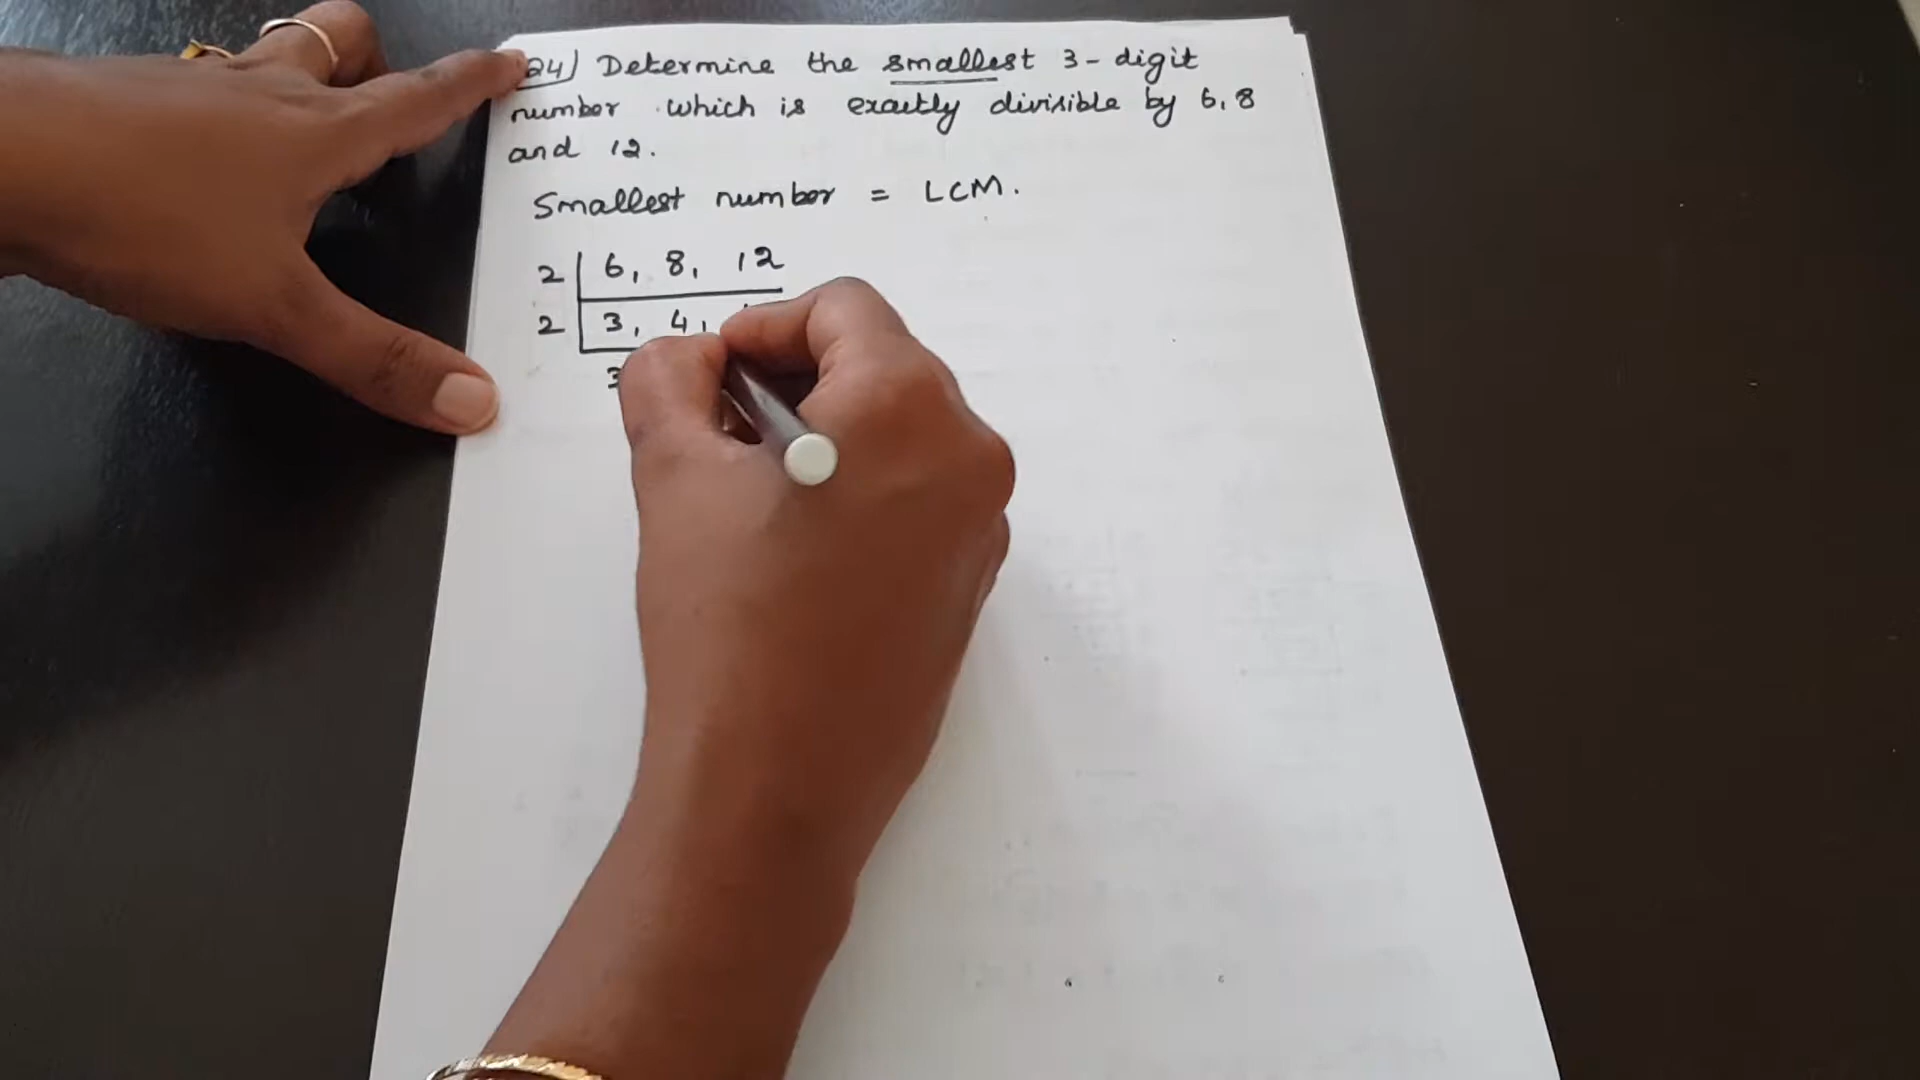 24) Determine the smallest 3-digit
number which is exactly divisible by 6, 8
and 12.
Smallest number = LCM.
2 | 6, 8, 12
2 | 3, 4,
3